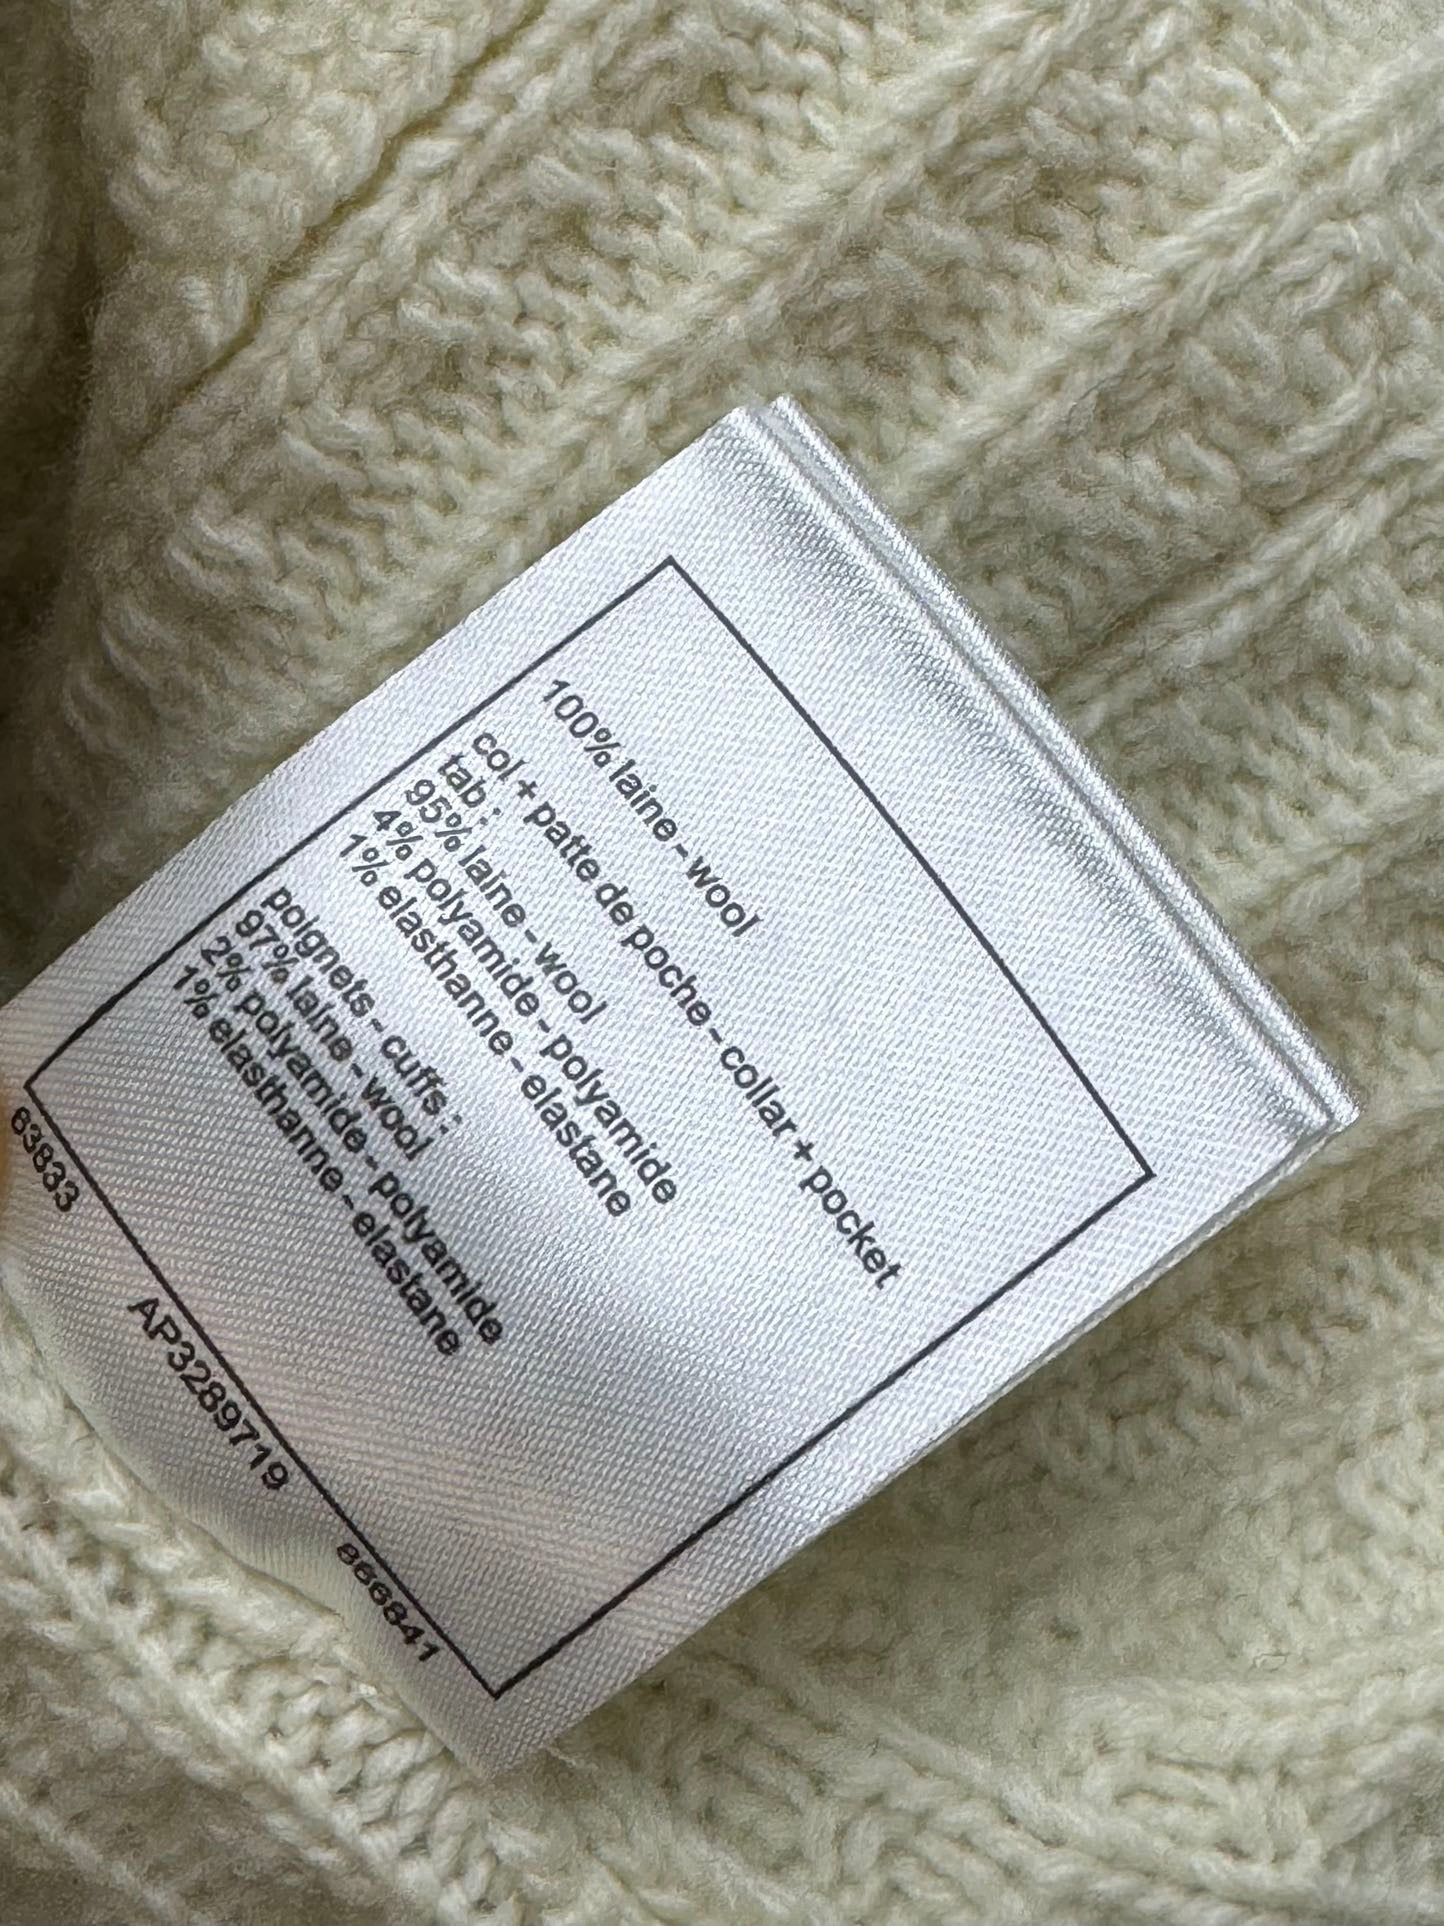 100% laine - wool
col + patte de poche - collar + pocket
tab :
95% laine - wool
4% polyamide - polyamide
1% elasthanne - elastane
poignets - cuffs :
97% laine - wool
2% polyamide - polyamide
1% elasthanne - elastane
63833 AP3289719 866841